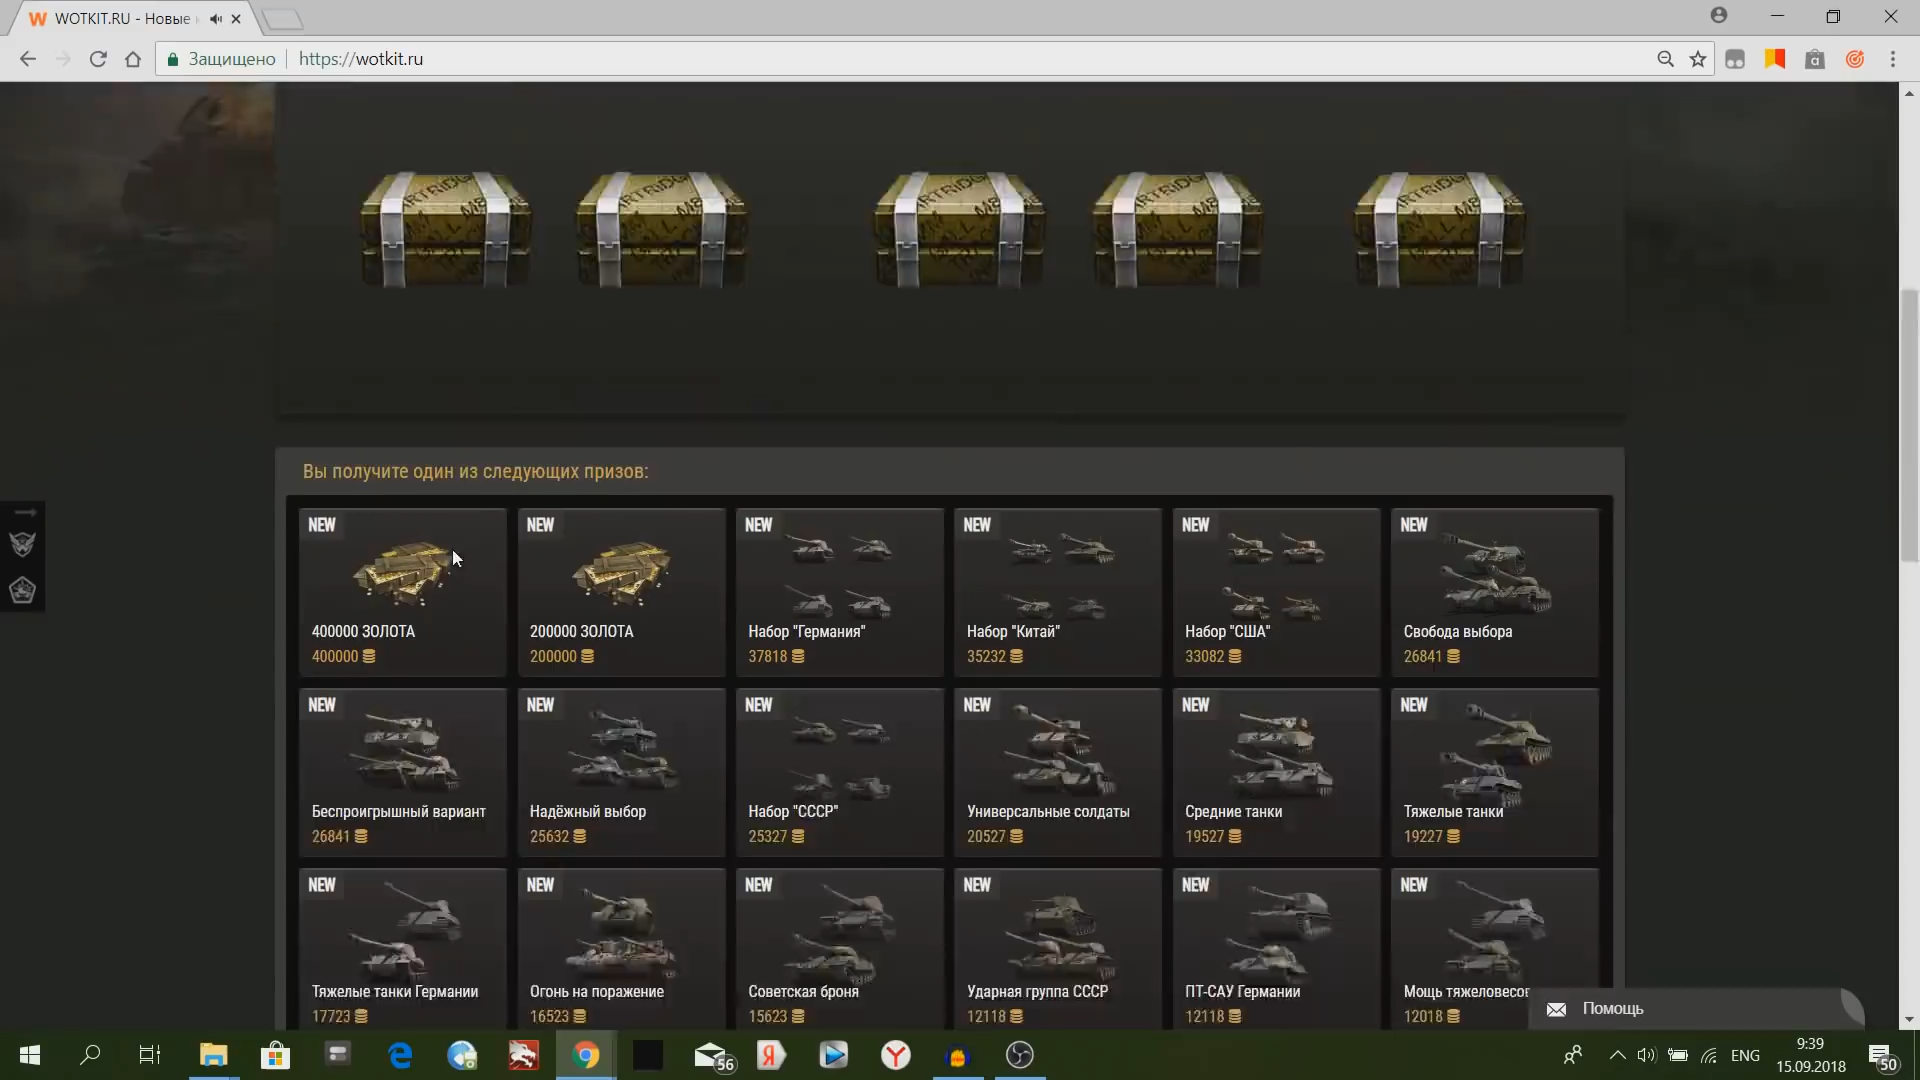 WOTKIT.RU - Новые
Защищено
https://wotkit.ru
Вы получите один из следующих призов:
NEW NEW NEW NEW NEW NEW
400000 ЗОЛОТА 200000 ЗОЛОТА Набор "Германия" Набор "Китай" Набор "США" Свобода выбора
400000 200000 37818 35232 33082 26841
NEW NEW NEW NEW NEW NEW
Беспроигрышный вариант Надёжный выбор Набор "СССР" Универсальные солдаты Средние танки Тяжелые танки
26841 25632 25327 20527 19527 19227
NEW NEW NEW NEW NEW NEW
Тяжелые танки Германии Огонь на поражение Советская броня Ударная группа СССР ПТ-САУ Германии Мощь тяжеловесов
17723 16523 15623 12118 12118 12018
Помощь
56
ENG
9:39
15.09.2018
50